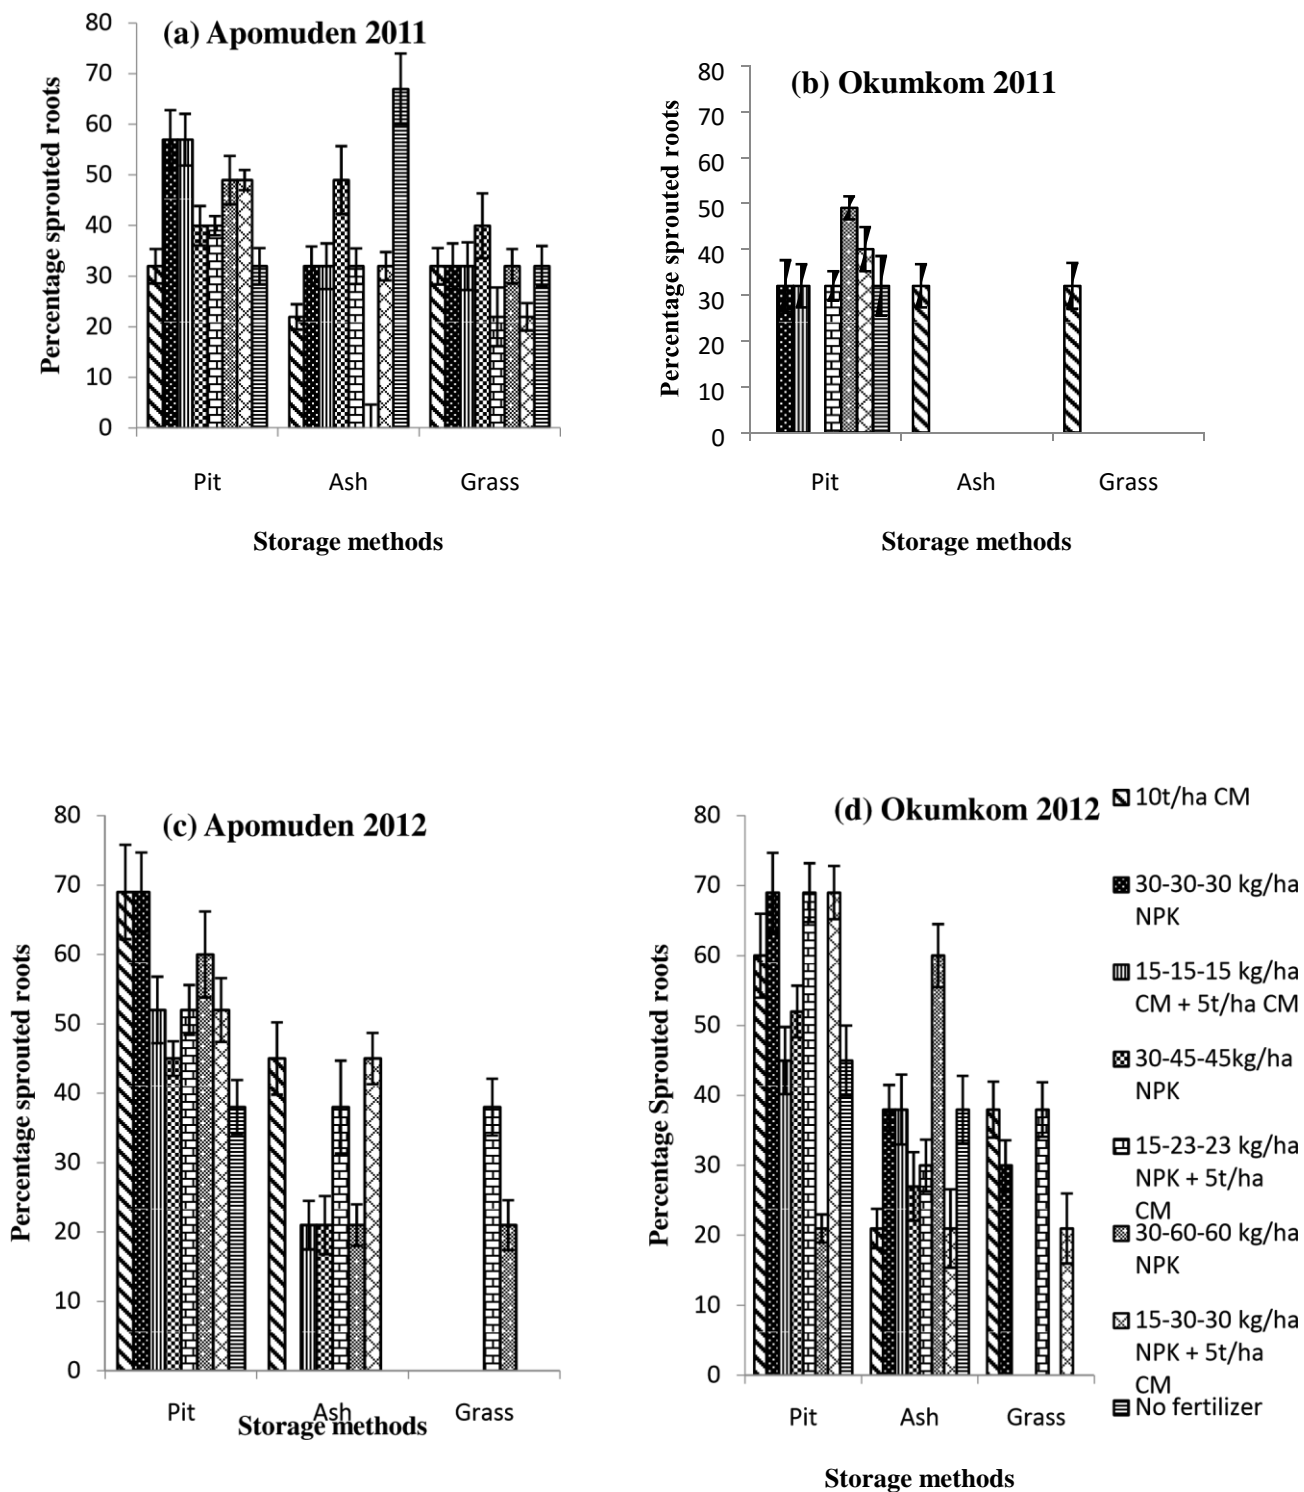 (a) Apomuden 2011
Percentage sprouted roots
80
70
60
50
40
30
20
10
0
Pit Ash Grass
Storage methods
(b) Okumkom 2011
Percentage sprouted roots
80
70
60
50
40
30
20
10
0
Pit Ash Grass
Storage methods
(c) Apomuden 2012
Percentage sprouted roots
80
70
60
50
40
30
20
10
0
Pit Ash Grass
Storage methods
(d) Okumkom 2012
Percentage Sprouted roots
80
70
60
50
40
30
20
10
0
Pit Ash Grass
Storage methods
10t/ha CM
30-30-30 kg/ha
NPK
15-15-15 kg/ha
CM + 5t/ha CM
30-45-45kg/ha
NPK
15-23-23 kg/ha
NPK + 5t/ha
CM
30-60-60 kg/ha
NPK
15-30-30 kg/ha
NPK + 5t/ha
CM
No fertilizer